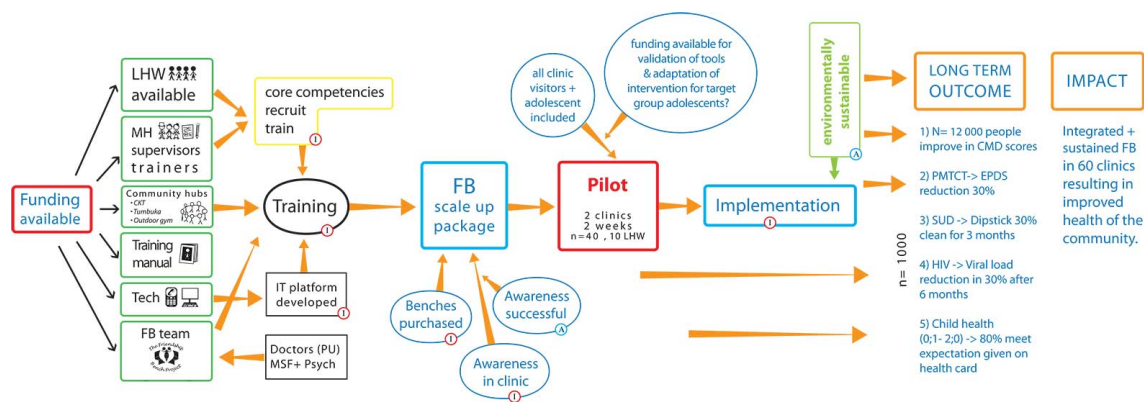 Funding
available
LHW
available
MH
supervisors
trainers
Community hubs
• CKT
• Tumbuka
• Outdoor gym
Training
manual
Tech
FB team
The Friendship
Bench Project
core competencies
recruit
train
I
Training
I
IT platform
developed
I
Doctors (PU)
MSF+ Psych
FB
scale up
package
Benches
purchased
I
Awareness
successful
A
Awareness
in clinic
I
all clinic
visitors +
adolescent
included
funding available for
validation of tools
& adaptation of
intervention for target
group adolescents?
Pilot
2 clinics
2 weeks
n=40 , 10 LHW
Implementation
I
environmentally
sustainable
A
n= 1000
LONG TERM
OUTCOME
1) N= 12 000 people
improve in CMD scores
2) PMTCT-> EPDS
reduction 30%
3) SUD -> Dipstick 30%
clean for 3 months
4) HIV -> Viral load
reduction in 30% after
6 months
5) Child health
(0;1- 2;0) -> 80% meet
expectation given on
health card
IMPACT
Integrated +
sustained FB
in 60 clinics
resulting in
improved
health of the
community.